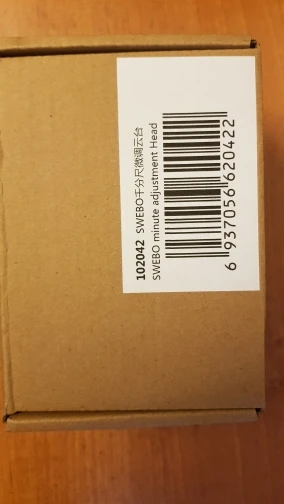 102042 SWEBO千分尺微调云台
SWEBO minute adjustment Head
6 937056 620422